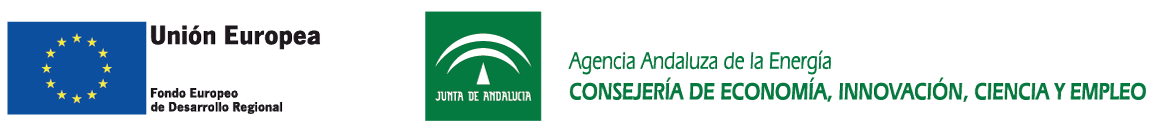 Unión Europea
Fondo Europeo
de Desarrollo Regional
JUNTA DE ANDALUCIA
Agencia Andaluza de la Energía
CONSEJERÍA DE ECONOMÍA, INNOVACIÓN, CIENCIA Y EMPLEO